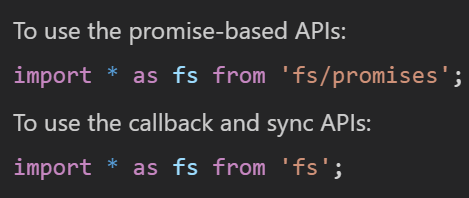 To use the promise-based APIs:
import * as fs from 'fs/promises';
To use the callback and sync APIs:
import * as fs from 'fs';